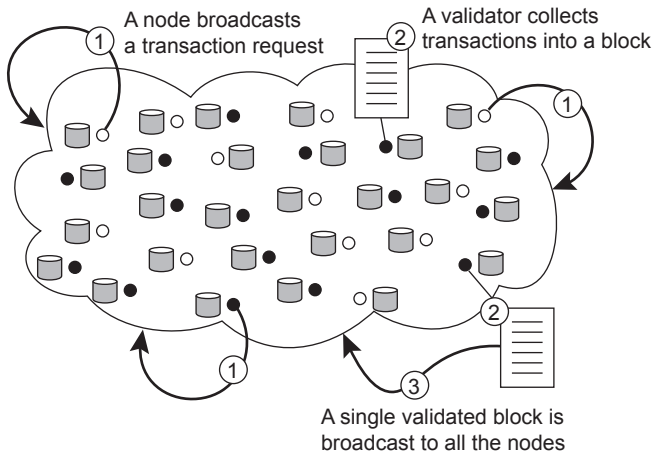 A node broadcasts
a transaction request
1
2
A validator collects
transactions into a block
1
1
2
3
A single validated block is
broadcast to all the nodes